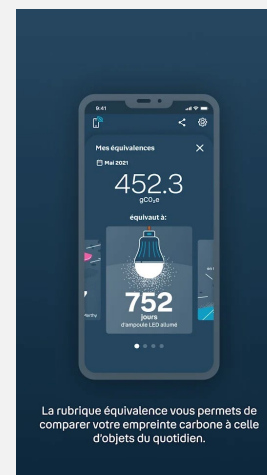 9:41
Mes équivalences
Mai 2021
452.3
gCO₂e
équivaut à:
752
jours
d'ampoule LED allumé
La rubrique équivalence vous permets de
comparer votre empreinte carbone à celle
d'objets du quotidien.